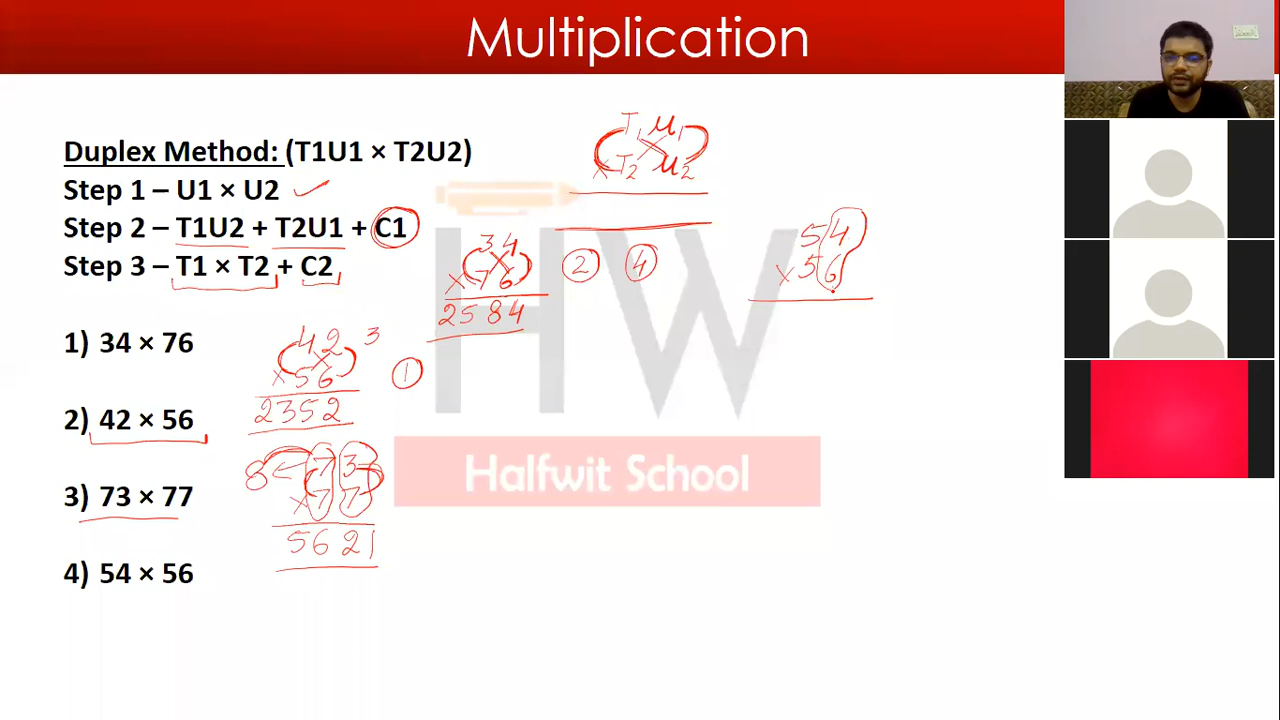 Multiplication
Duplex Method: (T1U1 × T2U2)
Step 1 – U1 × U2
Step 2 – T1U2 + T2U1 + C1
Step 3 – T1 × T2 + C2
T1 U1
× T2 U2
34
× 76
2584
2 4
54
× 56
1) 34 × 76
42 3
× 56
2352
1
2) 42 × 56
8 73
× 77
5621
3) 73 × 77
4) 54 × 56
HW
Halfwit School